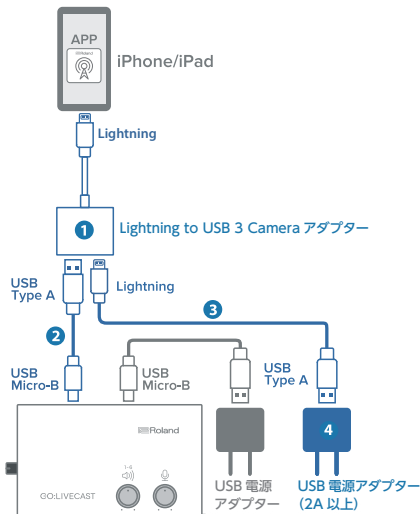 APP
Roland
iPhone/iPad
Lightning
1
Lightning to USB 3 Camera アダプター
USB
Type A
Lightning
2
3
USB
Micro-B
USB
Micro-B
USB
Type A
Roland
4
1-6
GO:LIVECAST
USB 電源
アダプター
USB 電源アダプター
(2A 以上)